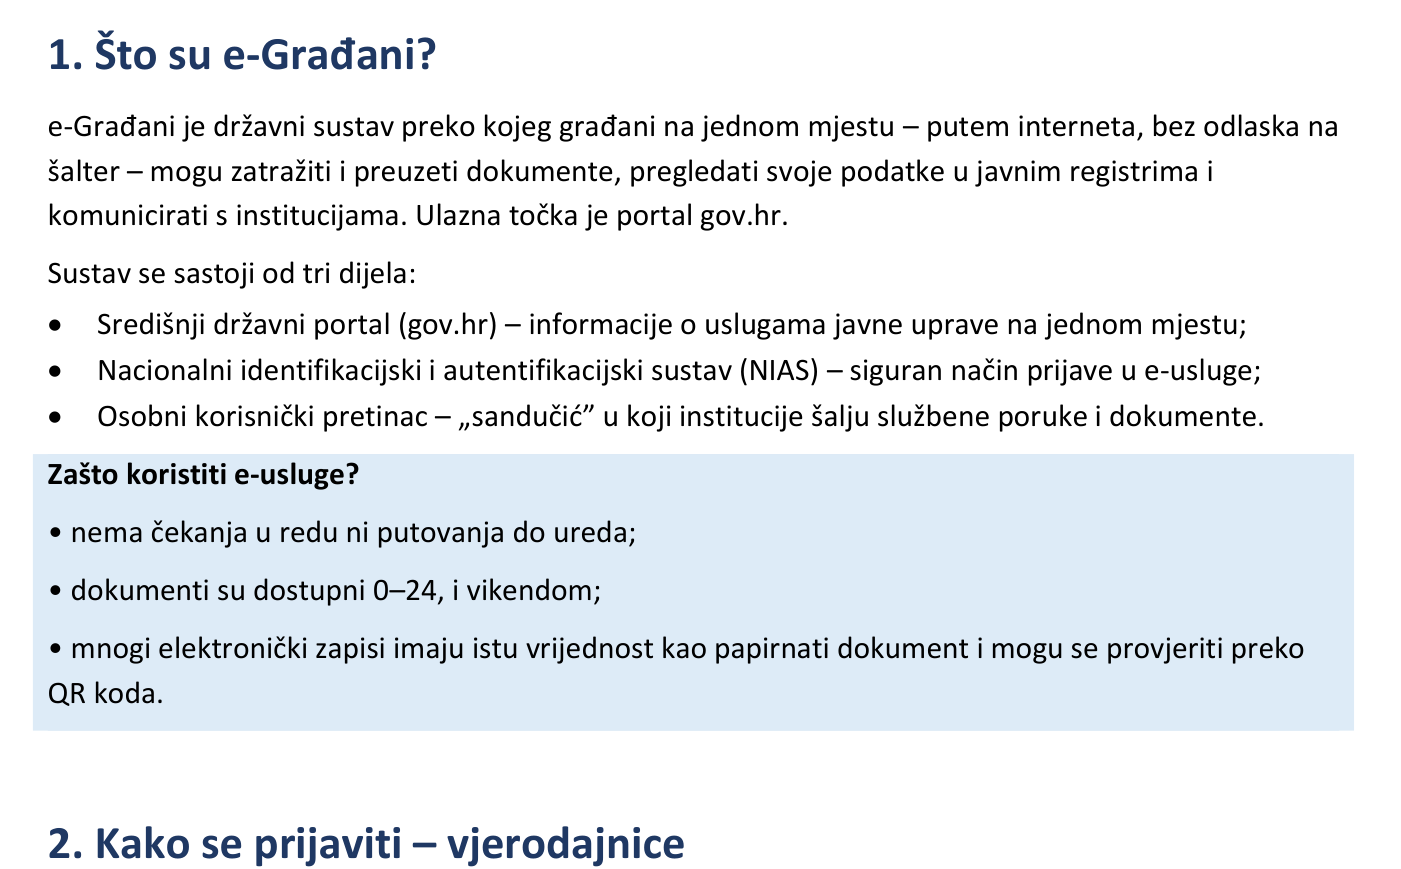 1. Što su e-Građani?
e-Građani je državni sustav preko kojeg građani na jednom mjestu – putem interneta, bez odlaska na
šalter – mogu zatražiti i preuzeti dokumente, pregledati svoje podatke u javnim registrima i
komunicirati s institucijama. Ulazna točka je portal gov.hr.
Sustav se sastoji od tri dijela:
• Središnji državni portal (gov.hr) – informacije o uslugama javne uprave na jednom mjestu;
• Nacionalni identifikacijski i autentifikacijski sustav (NIAS) – siguran način prijave u e-usluge;
• Osobni korisnički pretinac – „sandučić” u koji institucije šalju službene poruke i dokumente.
Zašto koristiti e-usluge?
• nema čekanja u redu ni putovanja do ureda;
• dokumenti su dostupni 0–24, i vikendom;
• mnogi elektronički zapisi imaju istu vrijednost kao papirnati dokument i mogu se provjeriti preko
QR koda.
2. Kako se prijaviti – vjerodajnice